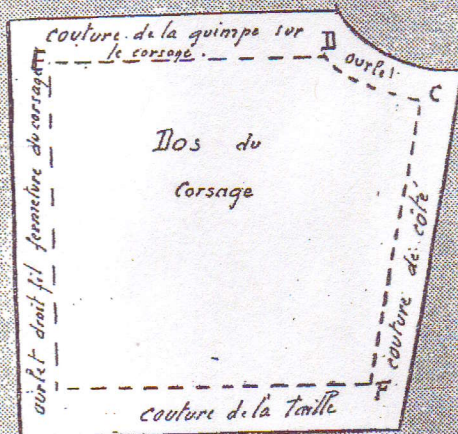 couture de la guimpe sur
le corsage.
E
D
ourlet
C
ourlet droit fil fermeture du corsage
Dos du
Corsage
couture de côté
F
couture de la Taille